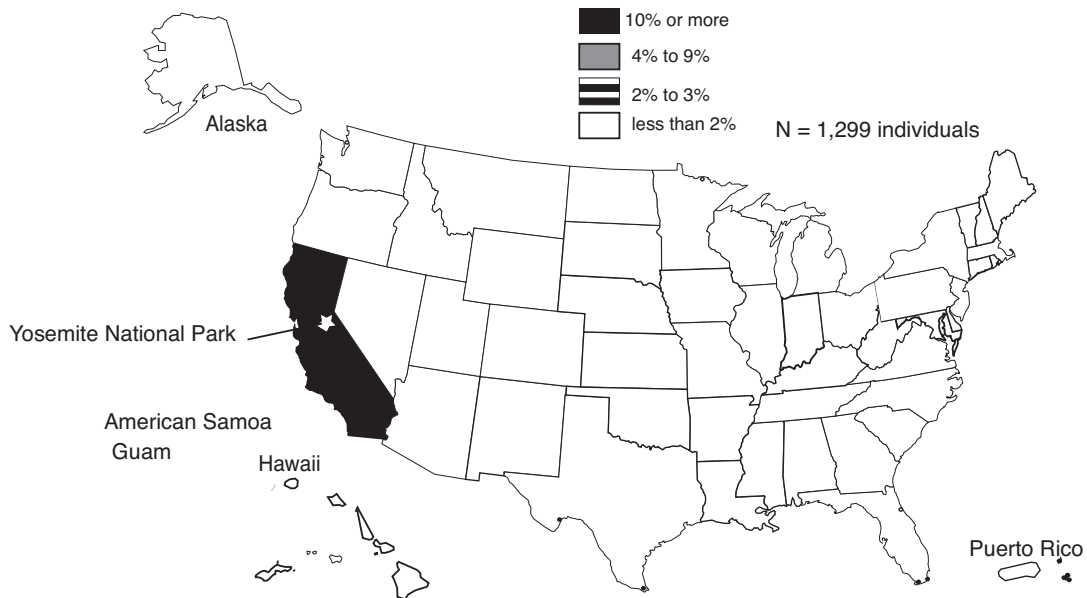 10% or more
4% to 9%
2% to 3%
less than 2%
N = 1,299 individuals
Alaska
Yosemite National Park
American Samoa
Guam
Hawaii
Puerto Rico